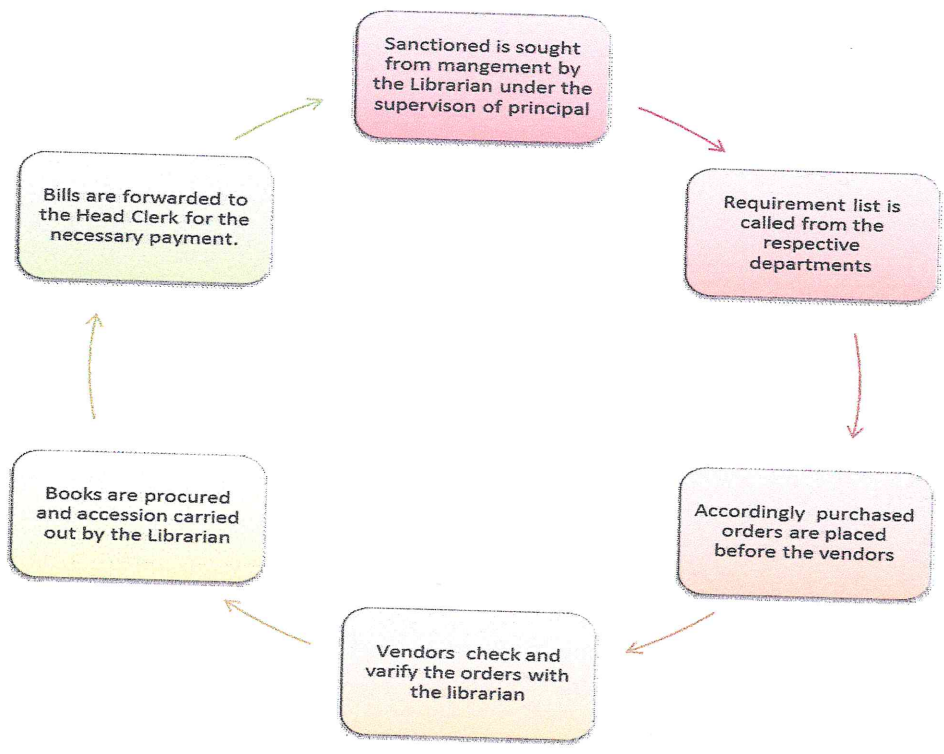 Sanctioned is sought
from mangement by
the Librarian under the
supervison of principal
Requirement list is
called from the
respective
departments
Accordingly purchased
orders are placed
before the vendors
Vendors check and
varify the orders with
the librarian
Books are procured
and accession carried
out by the Librarian
Bills are forwarded to
the Head Clerk for the
necessary payment.